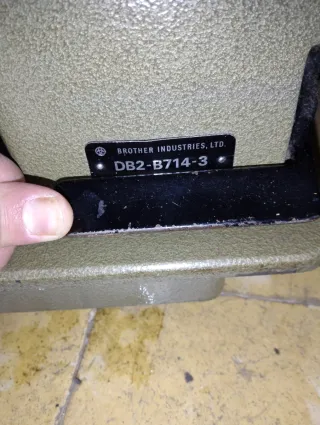 BROTHER INDUSTRIES, LTD.
DB2-B714-3